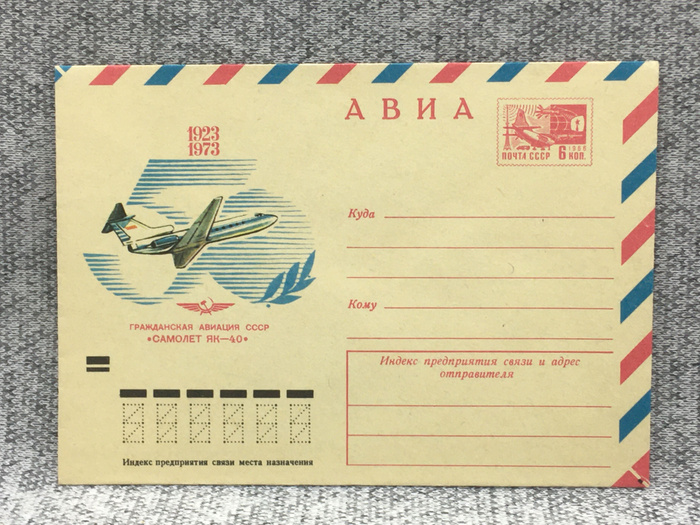 АВИА
1923
1973
1966
ПОЧТА СССР 6 КОП.
Куда
Кому
ГРАЖДАНСКАЯ АВИАЦИЯ СССР
«САМОЛЕТ ЯК—40»
Индекс предприятия связи и адрес
отправителя
Индекс предприятия связи места назначения